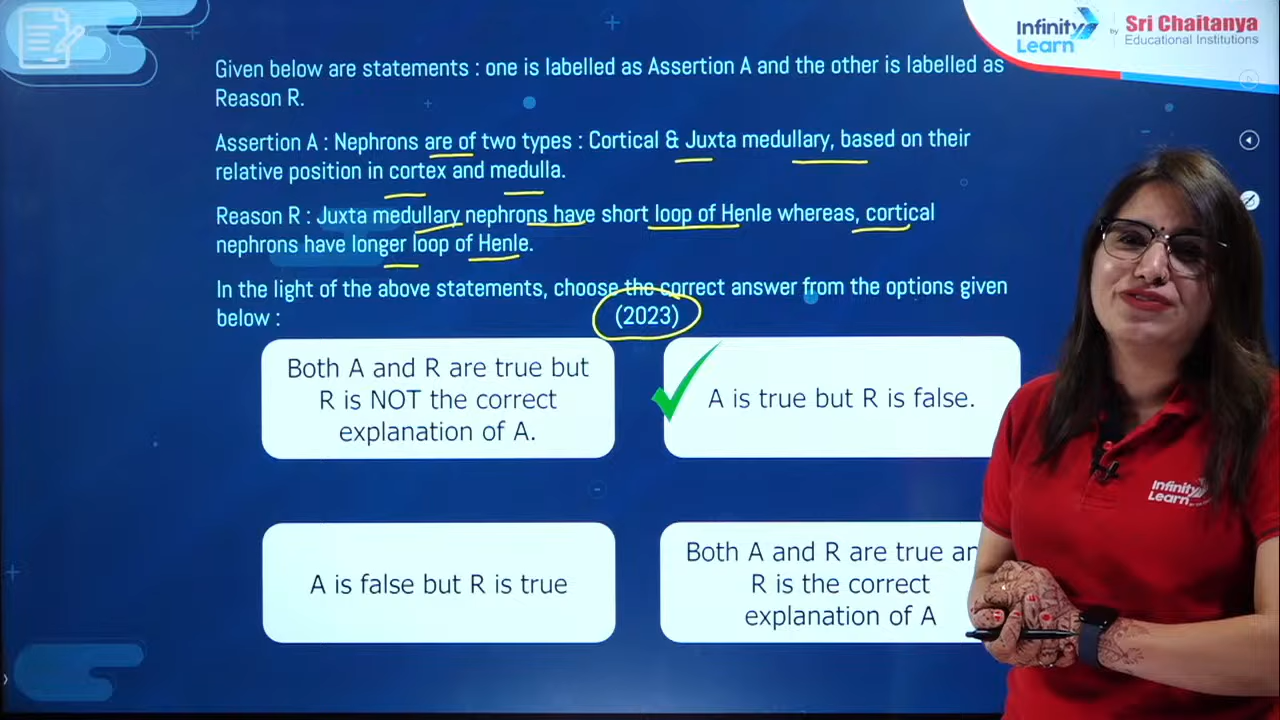 Infinity
Learn
by
Sri Chaitanya
Educational Institutions
Given below are statements : one is labelled as Assertion A and the other is labelled as
Reason R.
Assertion A : Nephrons are of two types : Cortical & Juxta medullary, based on their
relative position in cortex and medulla.
Reason R : Juxta medullary nephrons have short loop of Henle whereas, cortical
nephrons have longer loop of Henle.
In the light of the above statements, choose the correct answer from the options given
below :
(2023)
Both A and R are true but
R is NOT the correct
explanation of A.
A is true but R is false.
A is false but R is true
Both A and R are true an
R is the correct
explanation of A
Infinity
Learn